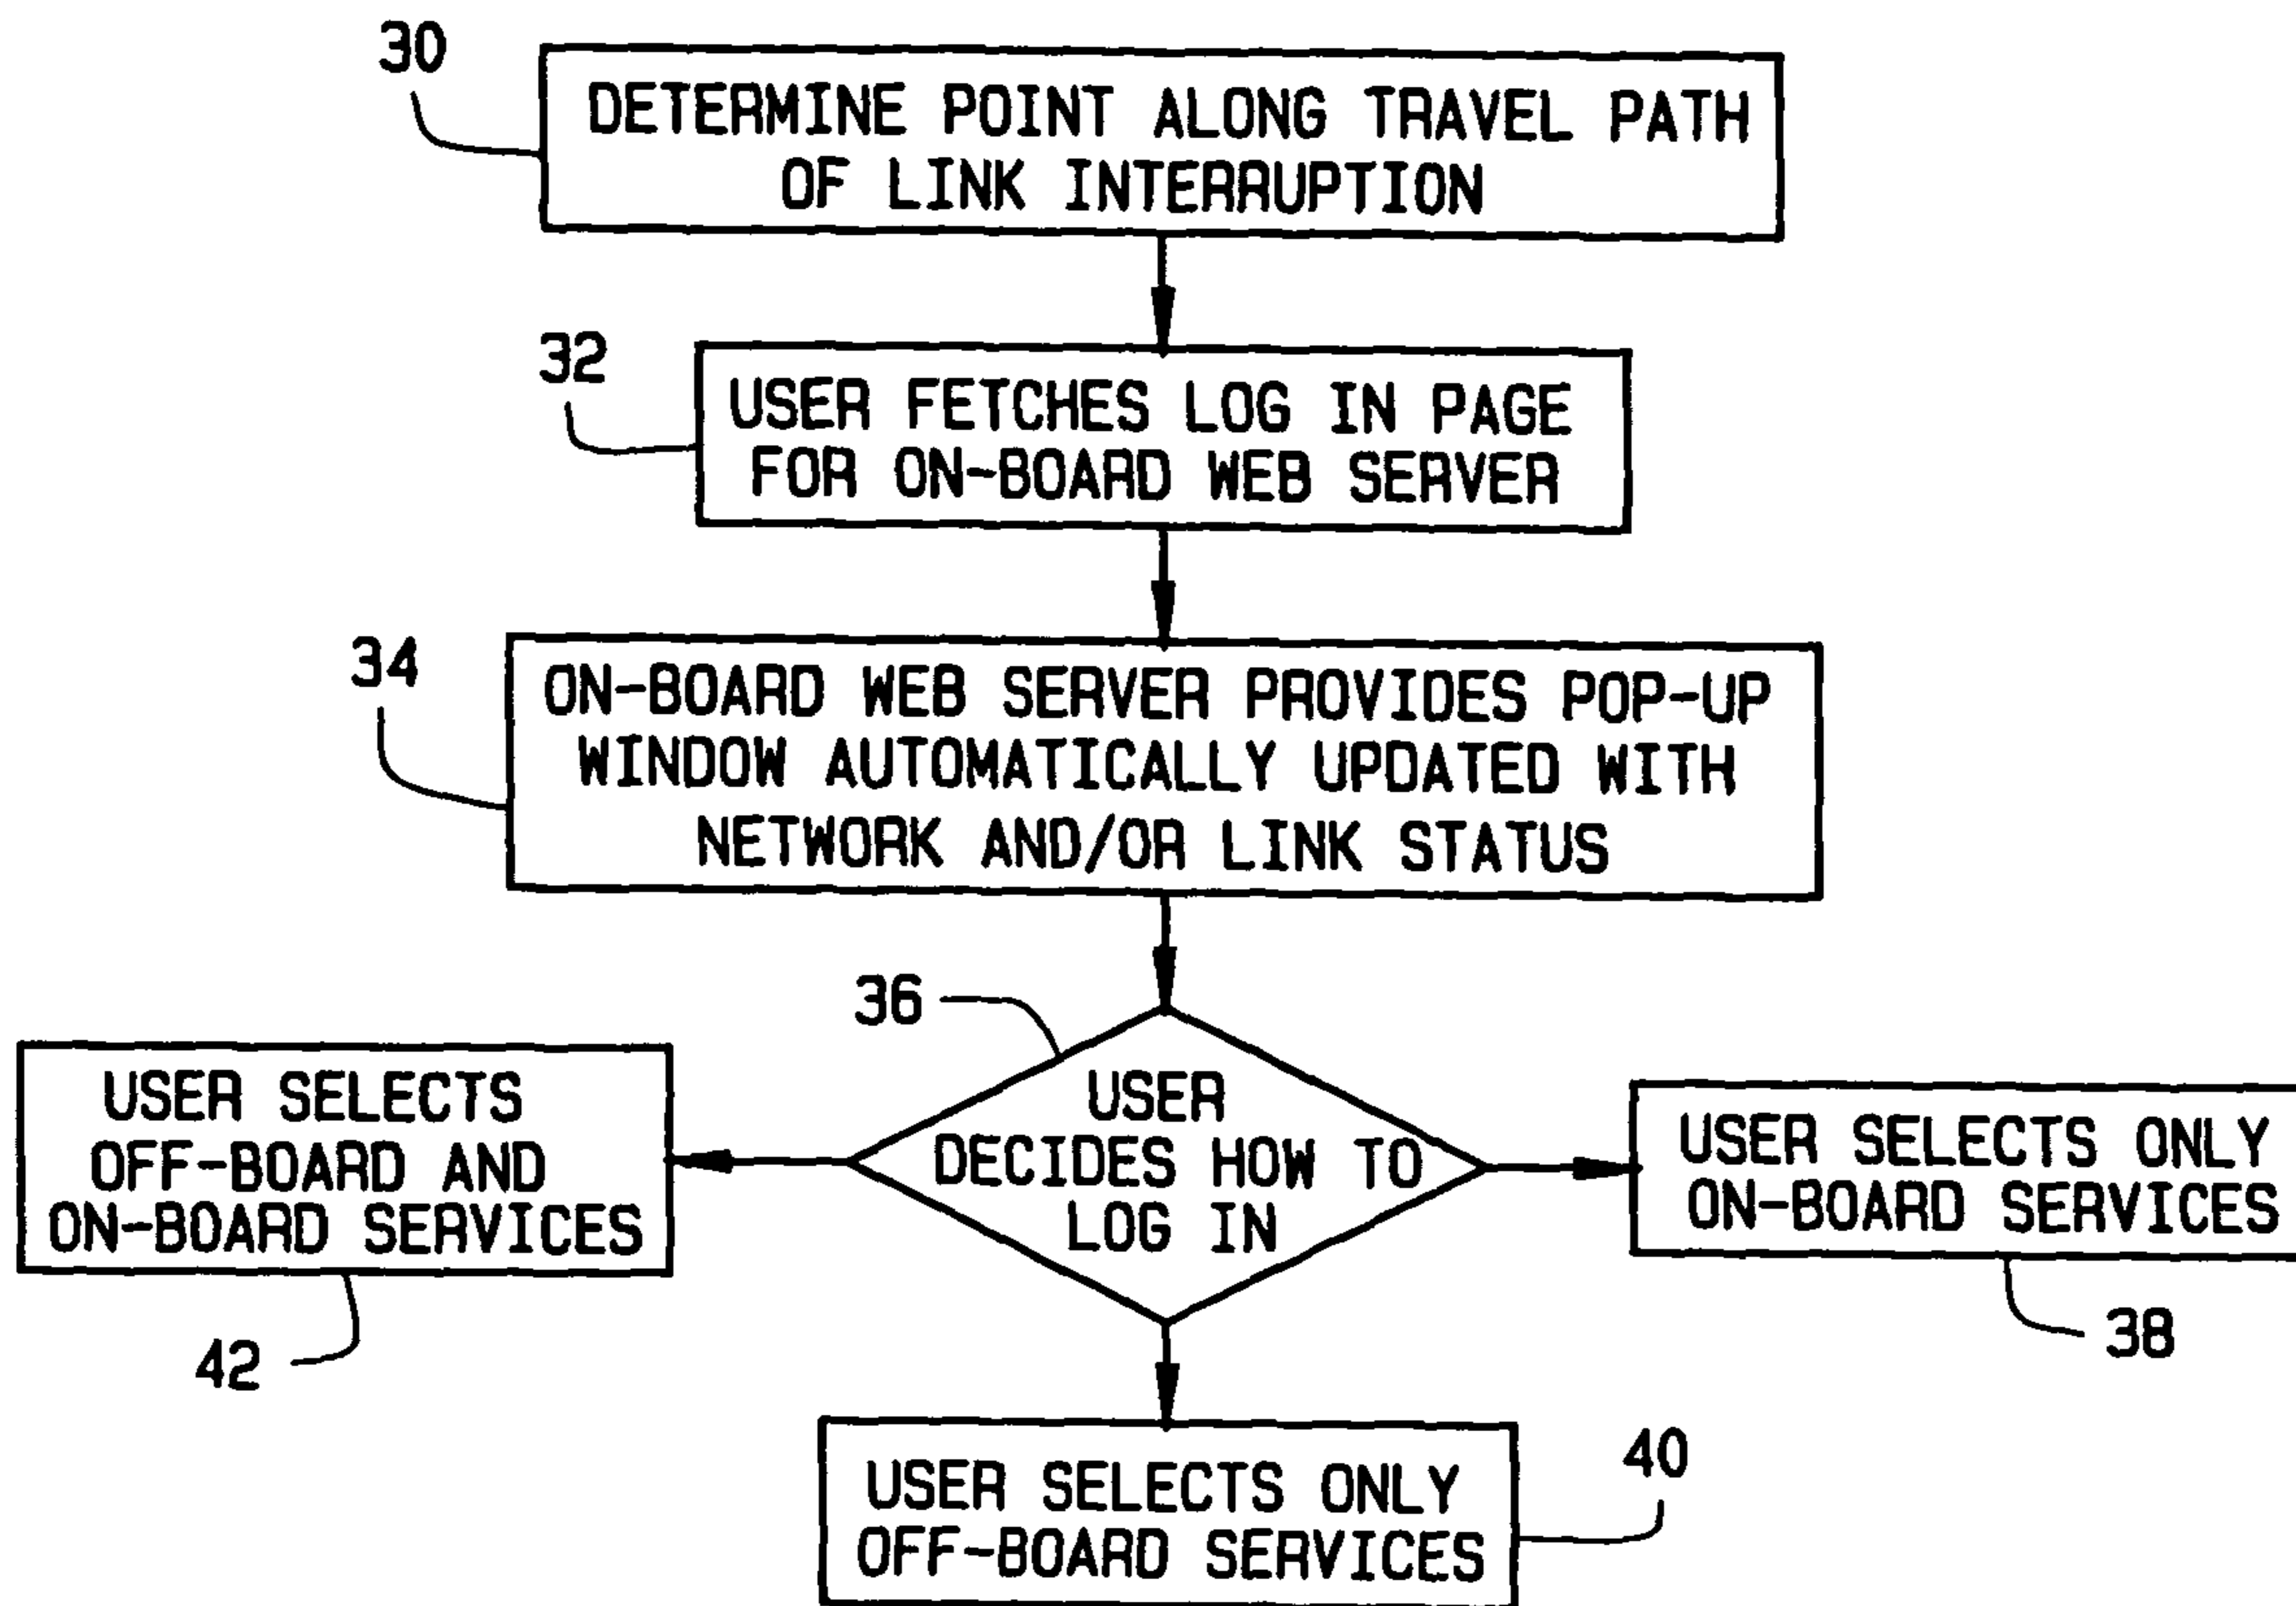 30
DETERMINE POINT ALONG TRAVEL PATH
OF LINK INTERRUPTION
32
USER FETCHES LOG IN PAGE
FOR ON-BOARD WEB SERVER
34
ON-BOARD WEB SERVER PROVIDES POP-UP
WINDOW AUTOMATICALLY UPDATED WITH
NETWORK AND/OR LINK STATUS
36
USER
DECIDES HOW TO
LOG IN
USER SELECTS
OFF-BOARD AND
ON-BOARD SERVICES
42
USER SELECTS ONLY
ON-BOARD SERVICES
38
USER SELECTS ONLY
OFF-BOARD SERVICES
40